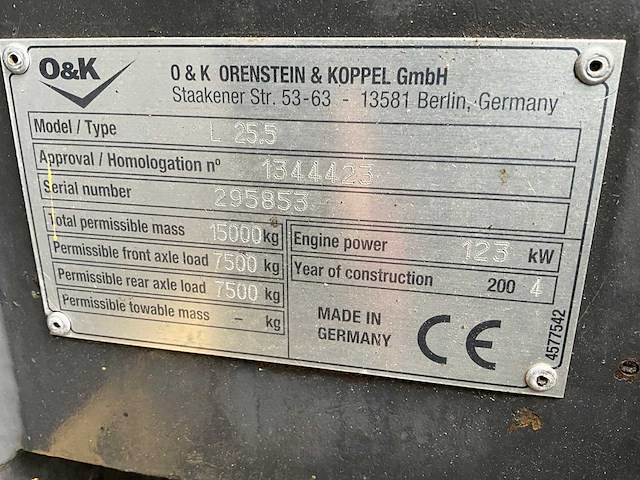 O&K
O & K ORENSTEIN & KOPPEL GmbH
Staakener Str. 53-63 - 13581 Berlin, Germany
Model / Type L 25.5
Approval / Homologation nº 1344423
Serial number 295853
Total permissible mass 15000 kg
Permissible front axle load 7500 kg
Permissible rear axle load 7500 kg
Permissible towable mass - kg
Engine power 123 kW
Year of construction 200 4
MADE IN
GERMANY
CE
4577542